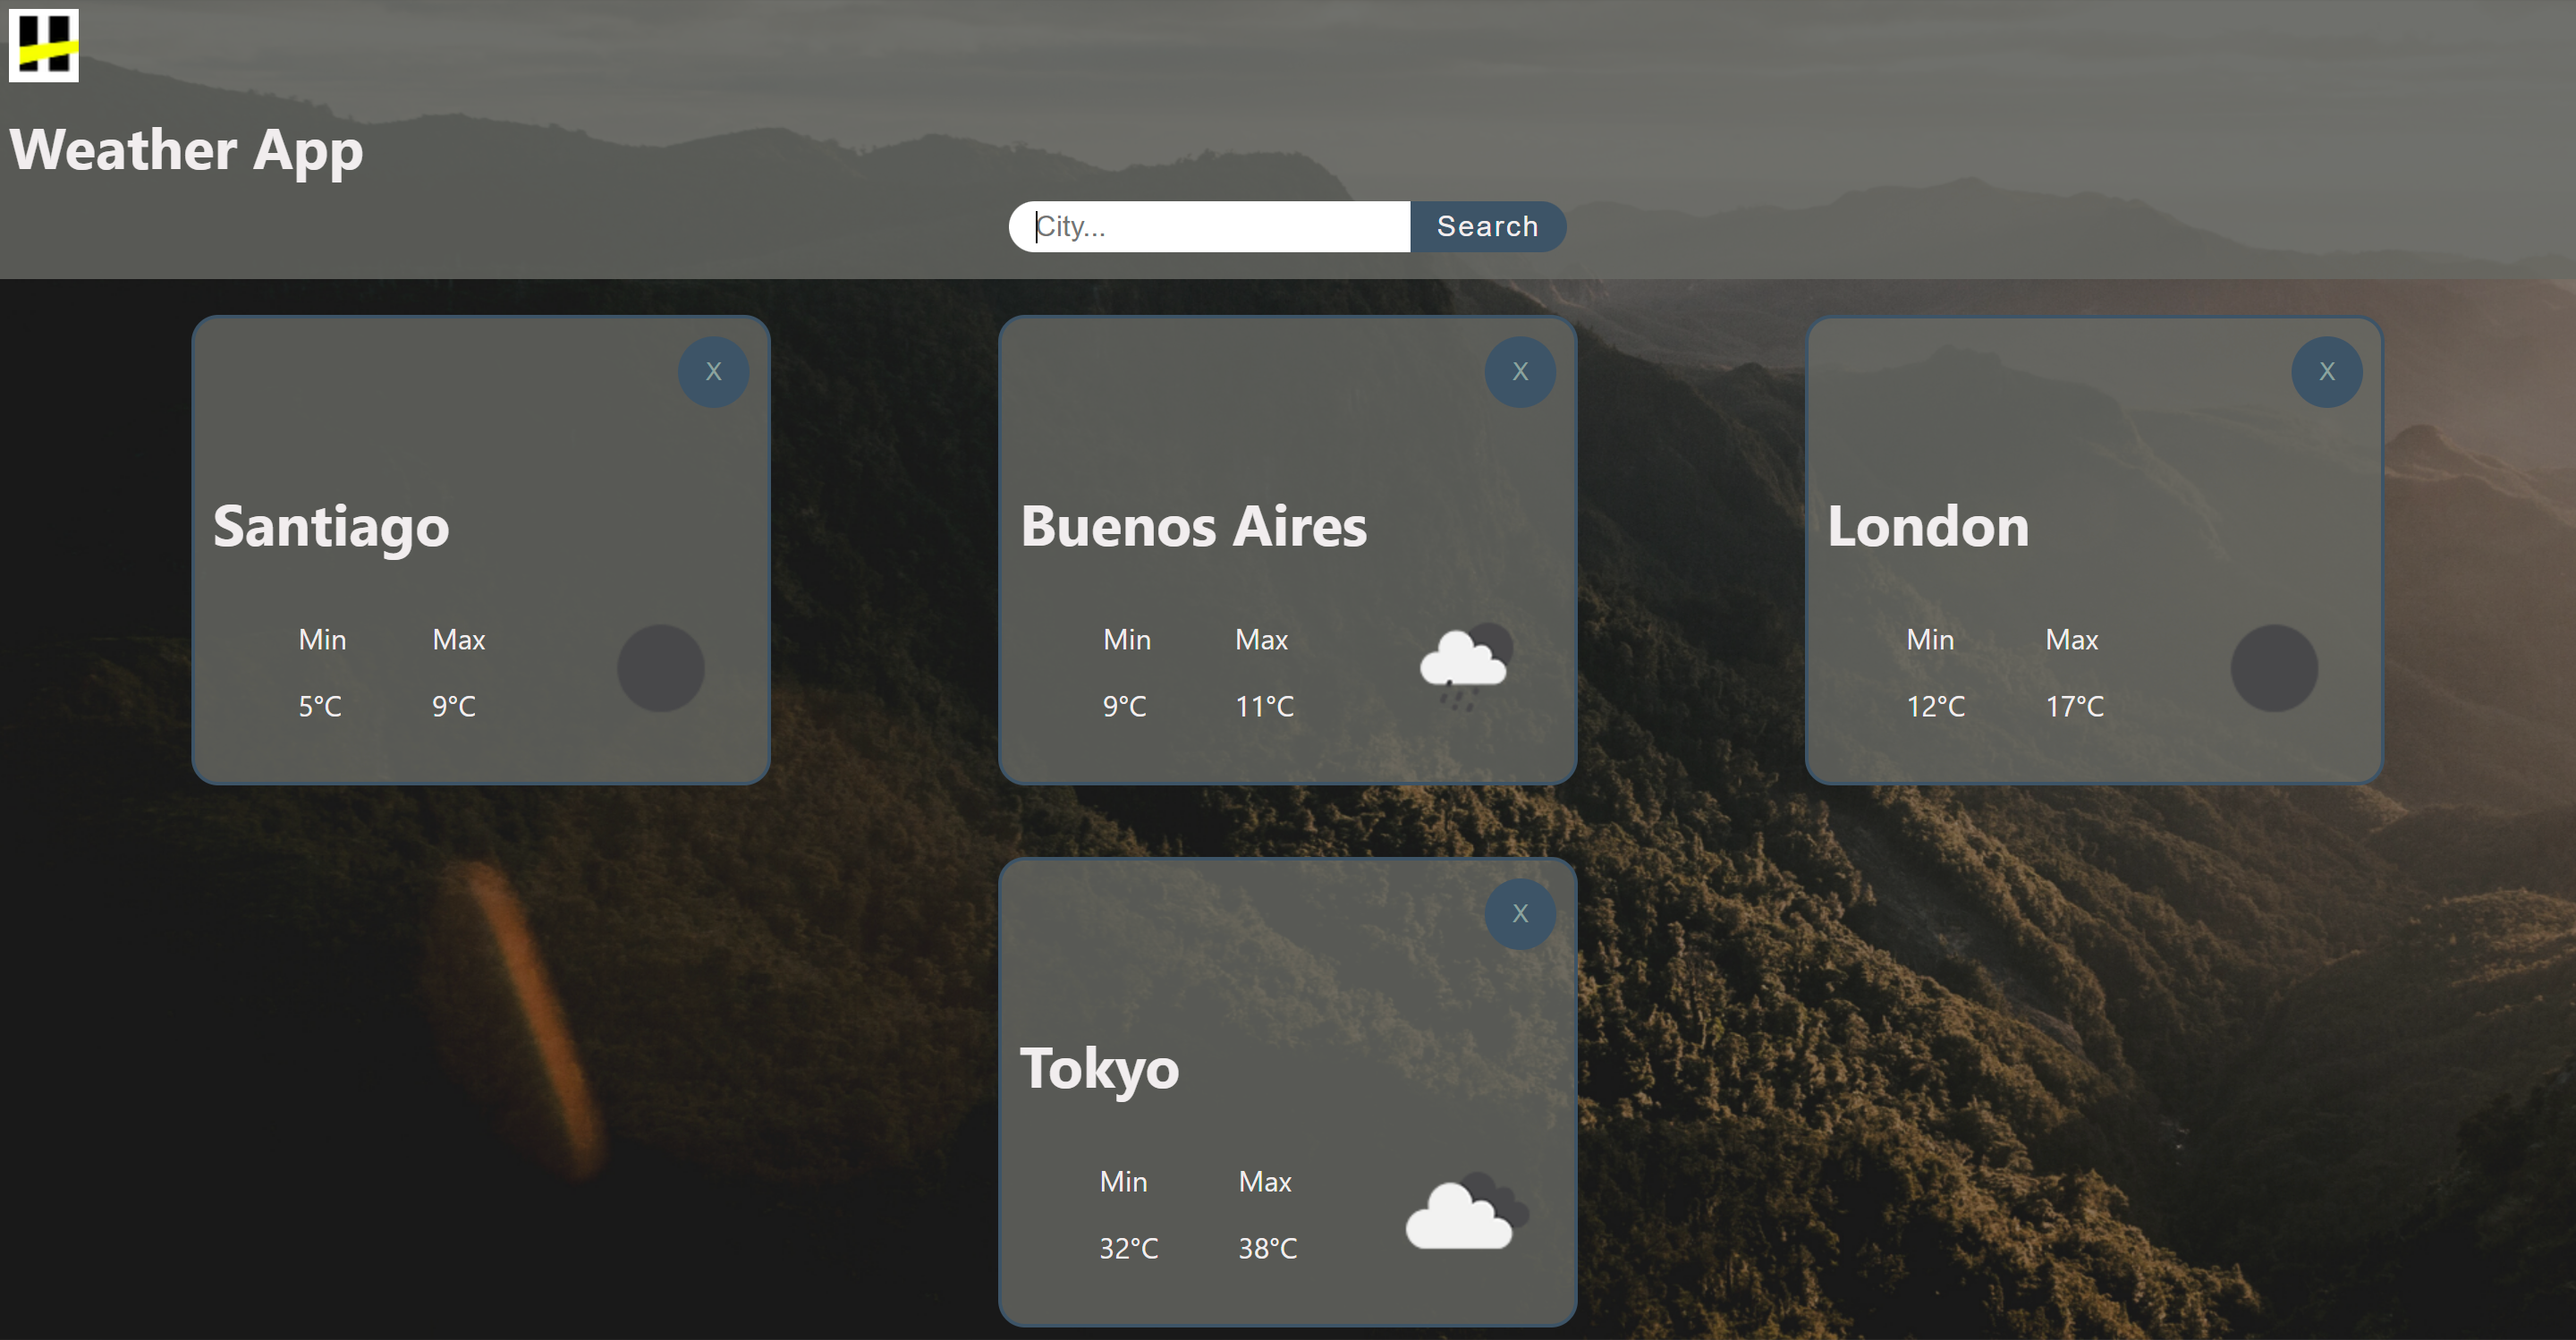 Weather App
City...
Search
X
Santiago
Min
Max
5°C
9°C
X
Buenos Aires
Min
Max
9°C
11°C
X
London
Min
Max
12°C
17°C
X
Tokyo
Min
Max
32°C
38°C